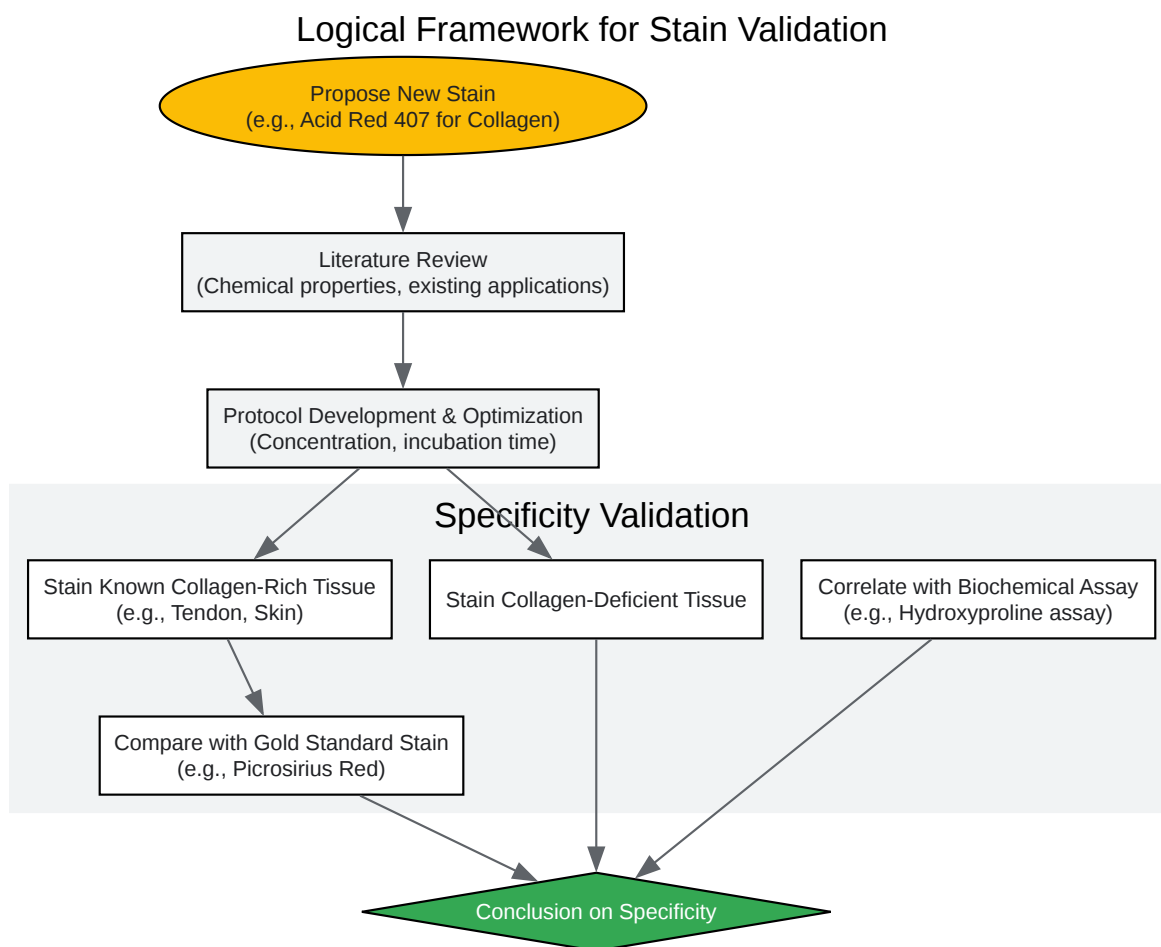 Logical Framework for Stain Validation
Propose New Stain
(e.g., Acid Red 407 for Collagen)
Literature Review
(Chemical properties, existing applications)
Protocol Development & Optimization
(Concentration, incubation time)
Specificity Validation
Stain Known Collagen-Rich Tissue
(e.g., Tendon, Skin)
Stain Collagen-Deficient Tissue
Correlate with Biochemical Assay
(e.g., Hydroxyproline assay)
Compare with Gold Standard Stain
(e.g., Picrosirius Red)
Conclusion on Specificity